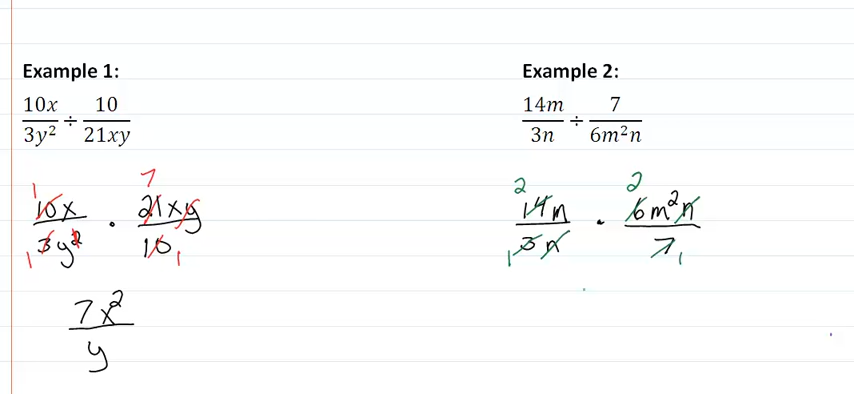 Example 1:
10x/3y² ÷ 10/21xy
1 7
10x/3y² · 21xy/10
1 1
7x²/y
Example 2:
14m/3n ÷ 7/6m²n
2 2
14m/3n · 6m²n/7
1 1